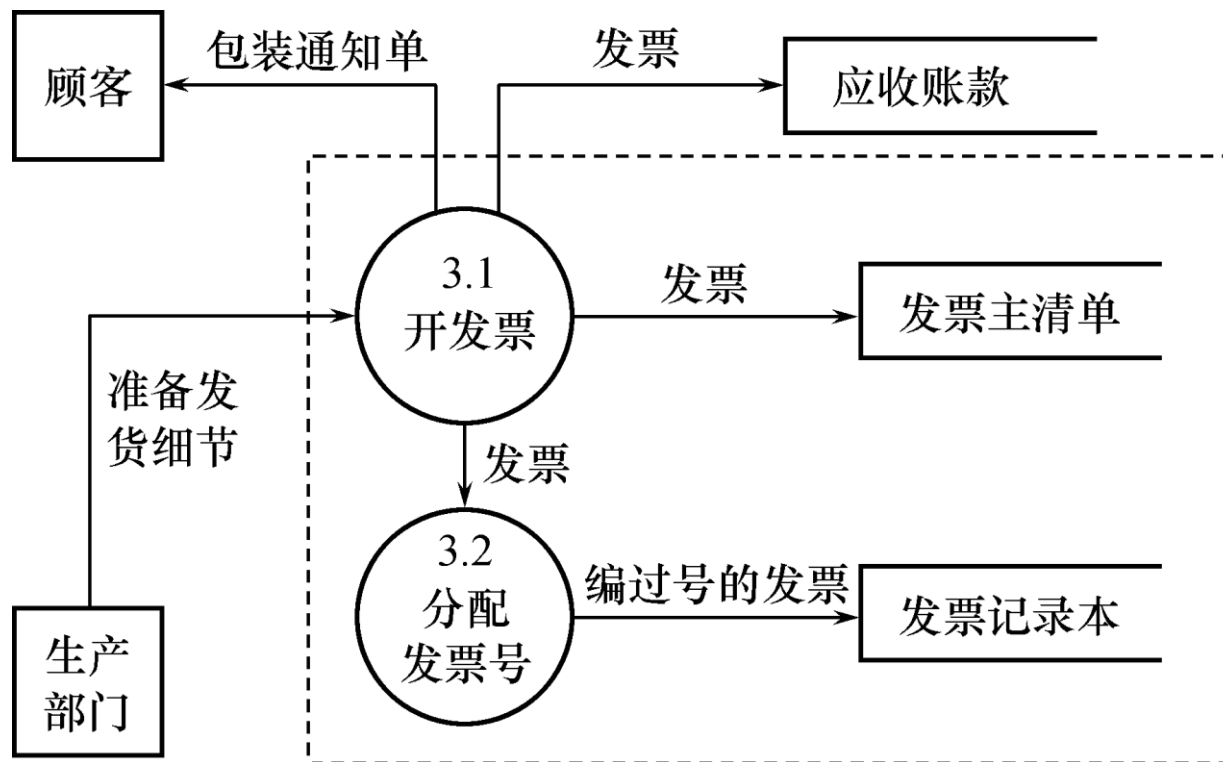 包装通知单
发票
顾客
应收账款
3.1
开发票
发票
发票主清单
准备发
货细节
发票
3.2
分配
发票号
编过号的发票
发票记录本
生产
部门